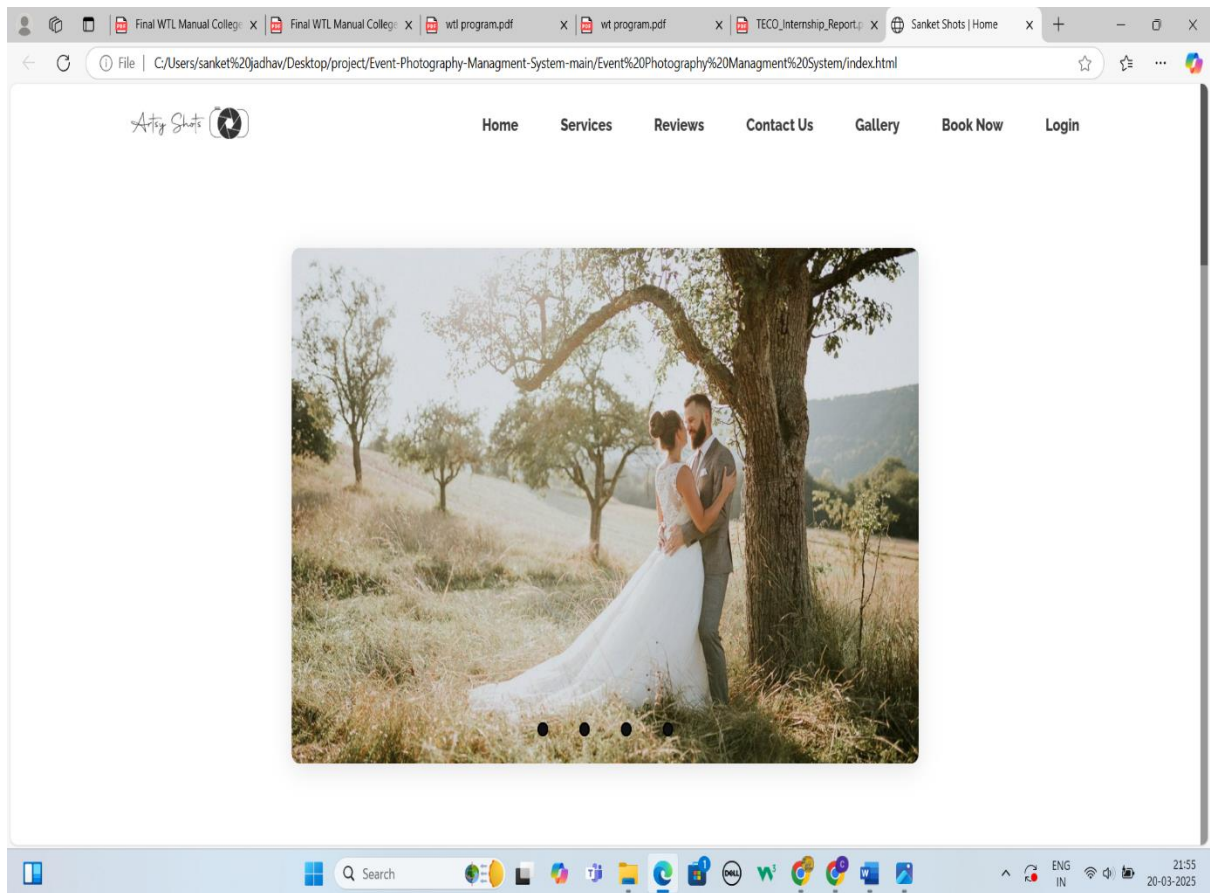 Final WTL Manual College
Final WTL Manual College
wtl program.pdf
wt program.pdf
TECO_Internship_Report.p
Sanket Shots | Home
File | C:/Users/sanket%20jadhav/Desktop/project/Event-Photography-Managment-System-main/Event%20Photography%20Managment%20System/index.html
Artsy Shots
Home Services Reviews Contact Us Gallery Book Now Login
Search
DELL
ENG
IN
21:55
20-03-2025